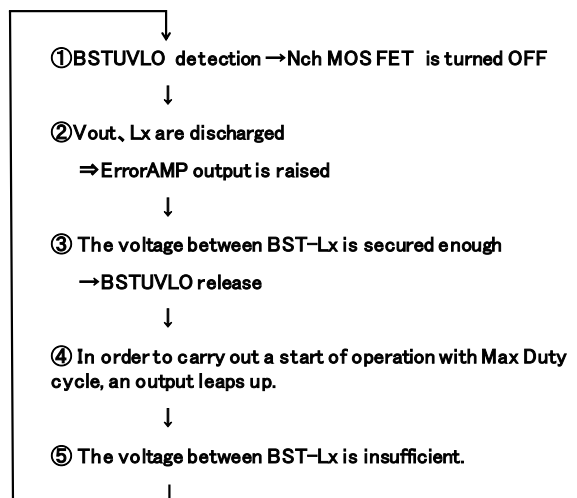 ①BSTUVLO detection →Nch MOS FET is turned OFF
↓
②Vout、Lx are discharged
⇒ErrorAMP output is raised
↓
③ The voltage between BST-Lx is secured enough
→BSTUVLO release
↓
④ In order to carry out a start of operation with Max Duty
cycle, an output leaps up.
↓
⑤ The voltage between BST-Lx is insufficient.